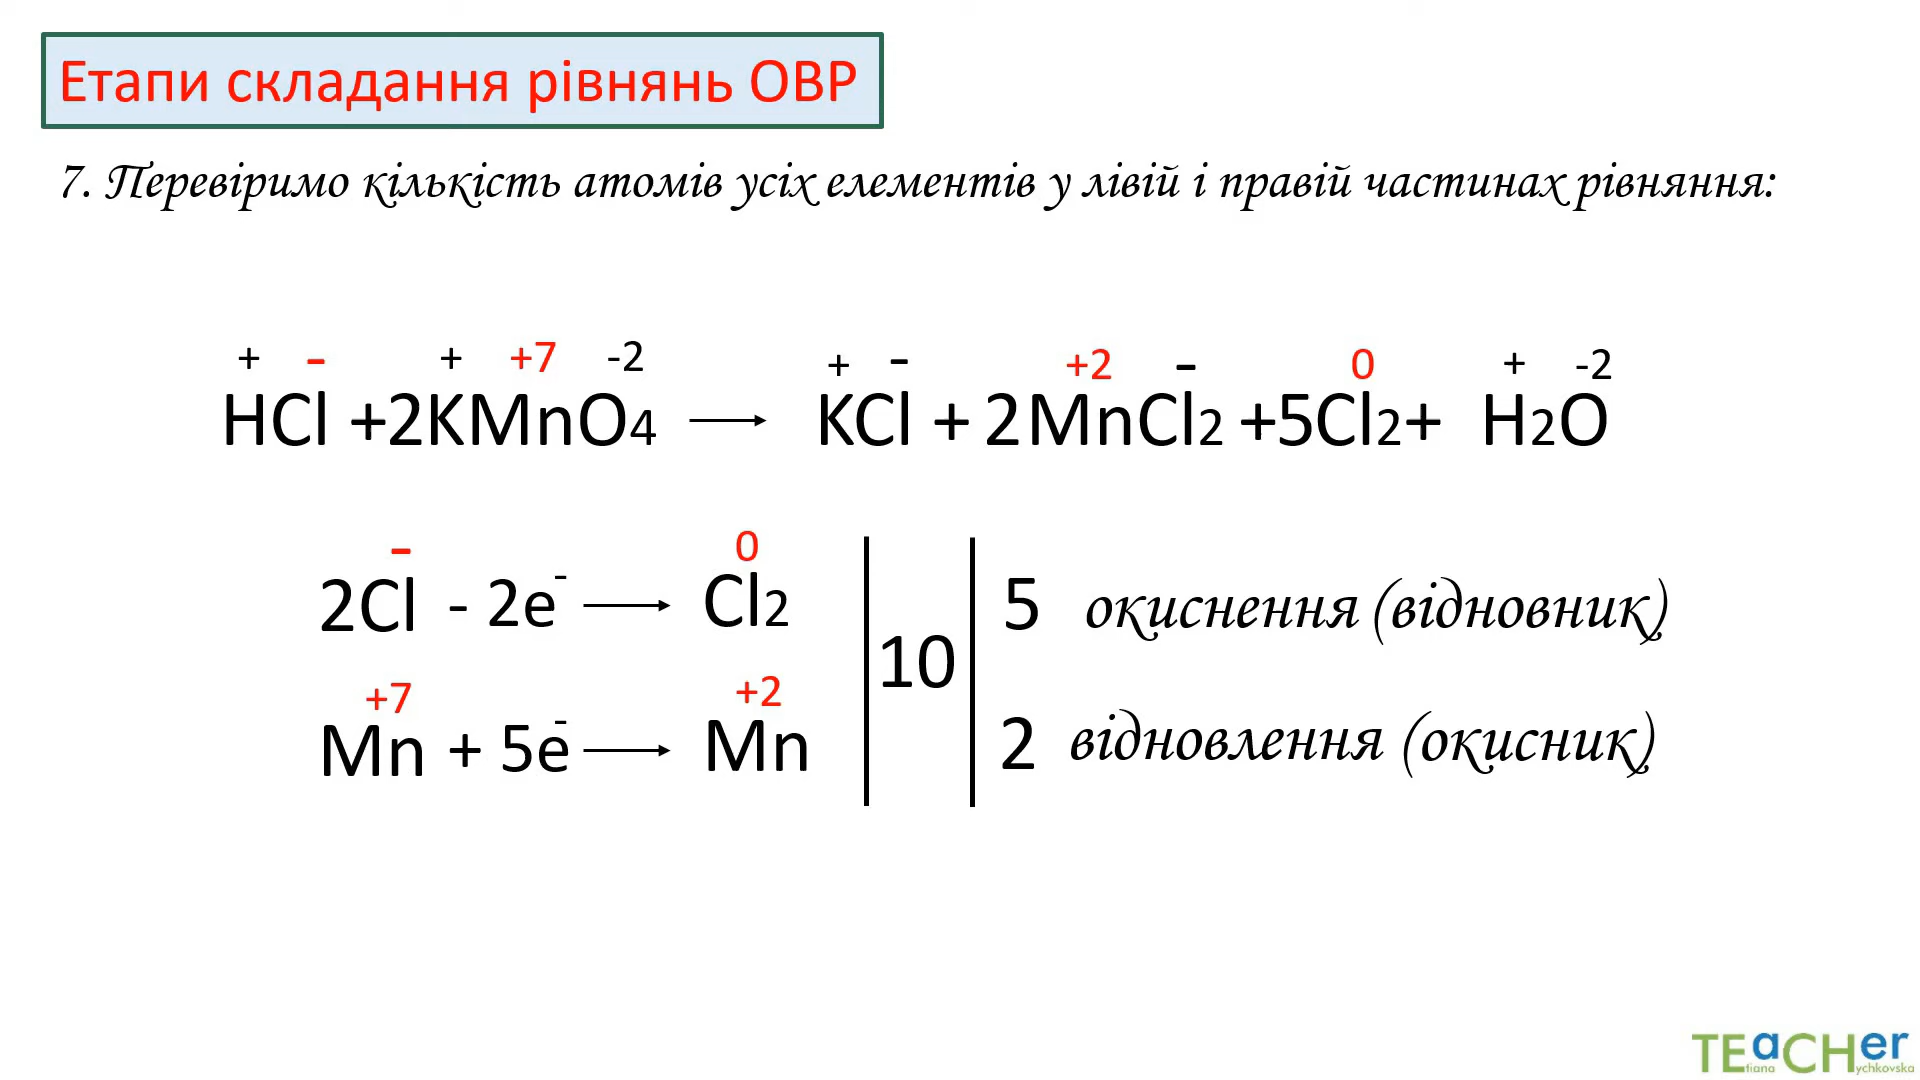 Етапи складання рівнянь ОВР
7. Перевіримо кількість атомів усіх елементів у лівій і правій частинах рівняння:
+ - + +7 -2 + - +2 - 0 + -2
HCl +2KMnO4 → KCl + 2MnCl2 +5Cl2+ H2O
- 0
2Cl - 2e- → Cl2 5 окиснення (відновник)
10
+7 +2
Mn + 5e- → Mn 2 відновлення (окисник)
TEaCHer
tiana ychkovska